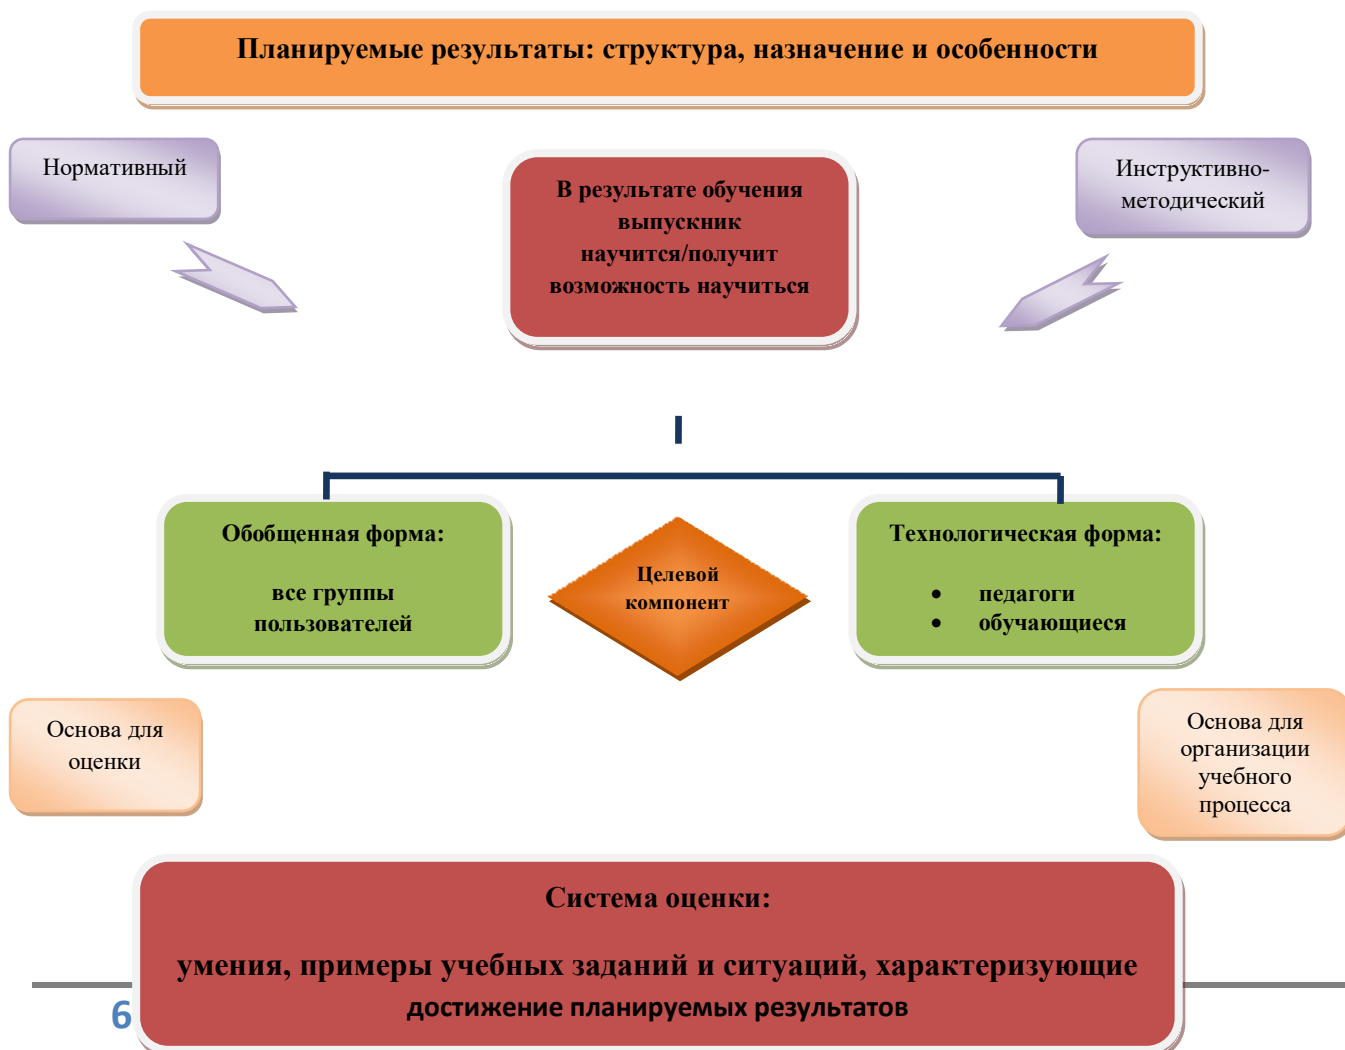 Планируемые результаты: структура, назначение и особенности
Нормативный
Инструктивно-
методический
В результате обучения
выпускник
научится/получит
возможность научиться
Обобщенная форма:
все группы
пользователей
Целевой
компонент
Технологическая форма:
• педагоги
• обучающиеся
Основа для
оценки
Основа для
организации
учебного
процесса
Система оценки:
умения, примеры учебных заданий и ситуаций, характеризующие
достижение планируемых результатов
6